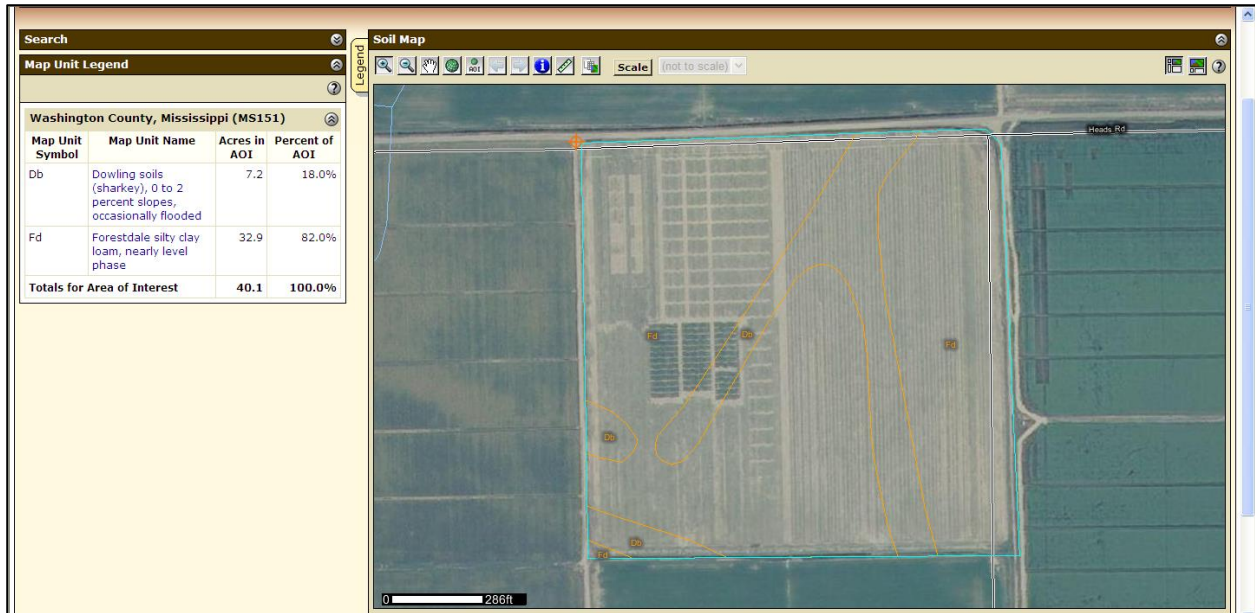 Search
Map Unit Legend
Washington County, Mississippi (MS151)
Map Unit Symbol
Map Unit Name
Acres in AOI
Percent of AOI
Db
Dowling soils
(sharkey), 0 to 2
percent slopes,
occasionally flooded
7.2
18.0%
Fd
Forestdale silty clay
loam, nearly level
phase
32.9
82.0%
Totals for Area of Interest
40.1
100.0%
Legend
Soil Map
AOI
Scale
(not to scale)
Heads Rd
Fd
Db
Fd
Db
Db
Fd
0
286ft